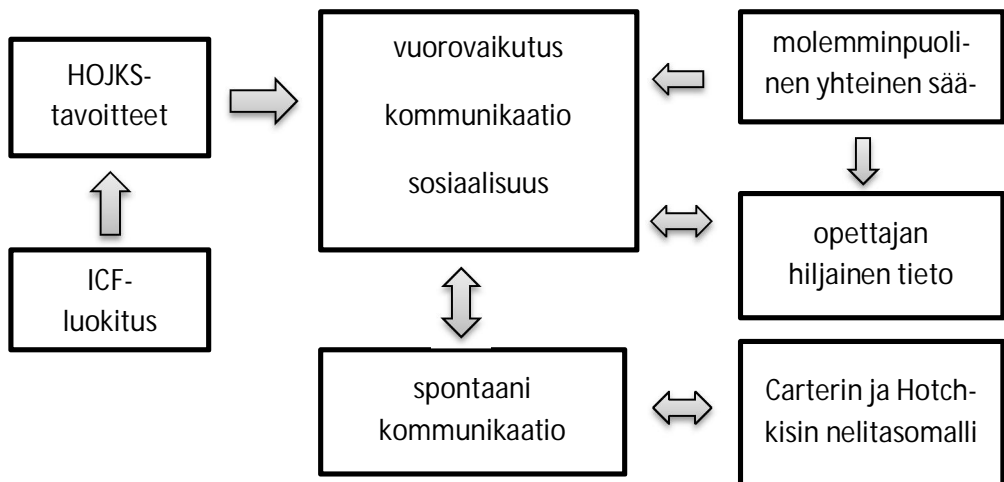 HOJKS-
tavoitteet
ICF-
luokitus
vuorovaikutus
kommunikaatio
sosiaalisuus
spontaani
kommunikaatio
molemminpuoli-
nen yhteinen sää-
opettajan
hiljainen tieto
Carterin ja Hotch-
kisin nelitasomalli